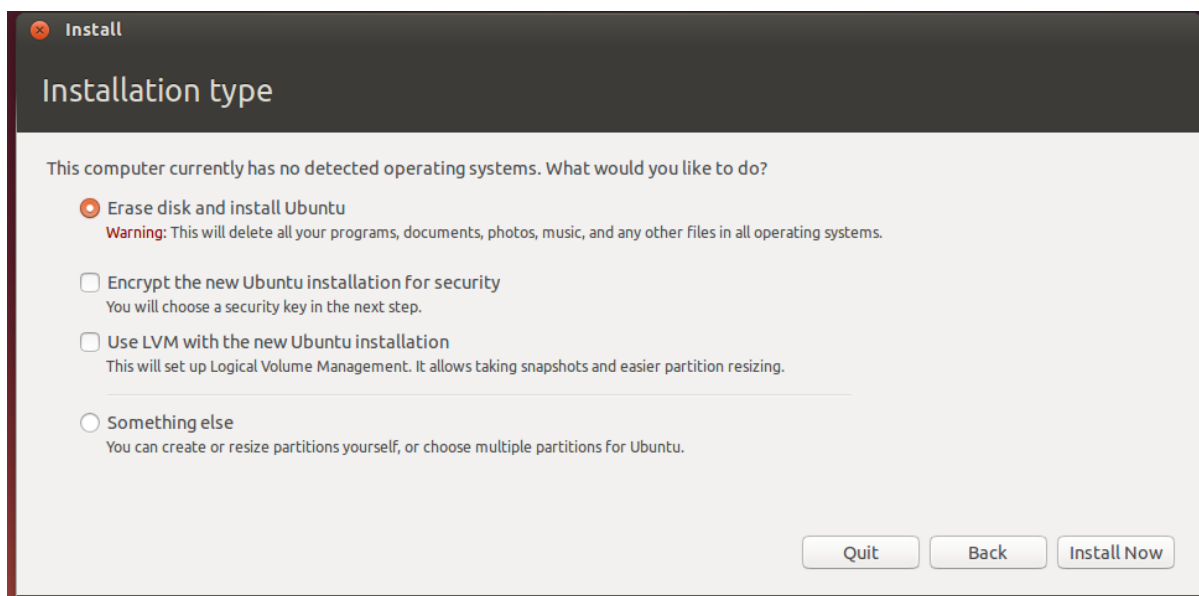 Install
Installation type
This computer currently has no detected operating systems. What would you like to do?
Erase disk and install Ubuntu
Warning: This will delete all your programs, documents, photos, music, and any other files in all operating systems.
Encrypt the new Ubuntu installation for security
You will choose a security key in the next step.
Use LVM with the new Ubuntu installation
This will set up Logical Volume Management. It allows taking snapshots and easier partition resizing.
Something else
You can create or resize partitions yourself, or choose multiple partitions for Ubuntu.
Quit Back Install Now